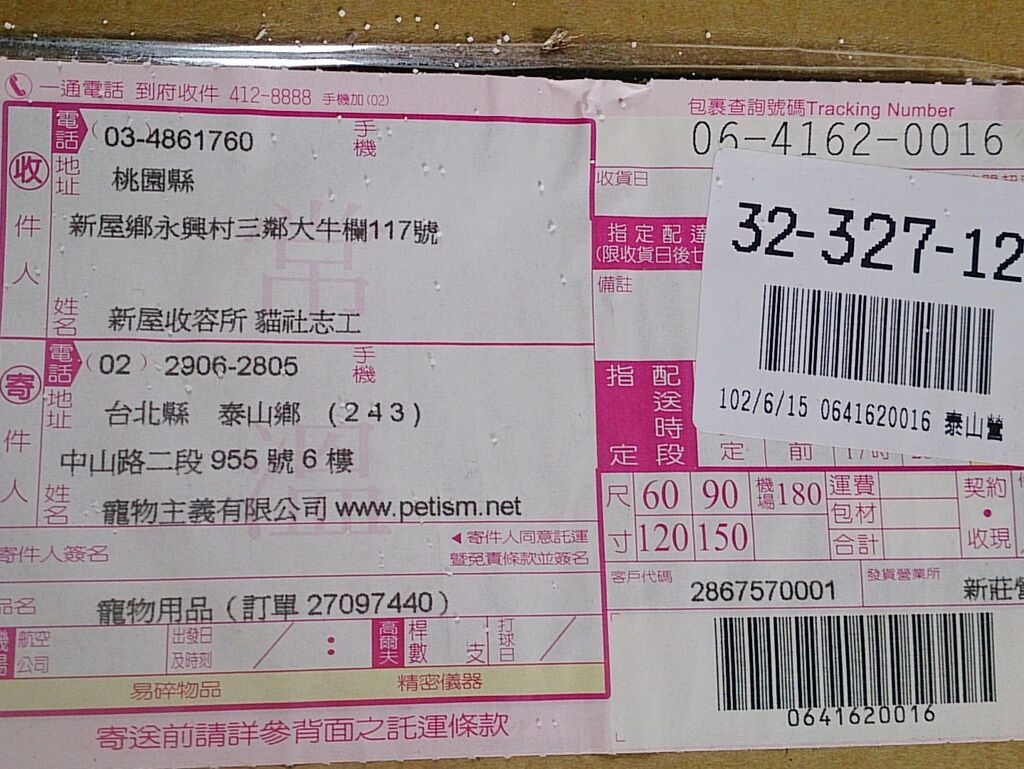 一通電話 到府收件 412-8888 手機加(02)
包裹查詢號碼Tracking Number
06-4162-0016
收件人
電話 (03-4861760 手機
地址 桃園縣
新屋鄉永興村三鄰大牛欄117號
姓名 新屋收容所 貓社志工
寄件人
電話 (02) 2906-2805 手機
地址 台北縣 泰山鄉 (243)
中山路二段 955 號 6 樓
姓名 寵物主義有限公司 www.petism.net
寄件人簽名
寄件人同意託運
暨免責條款並簽名
品名 寵物用品(訂單 27097440)
航空公司 出發日及時刻 / : 高爾夫 桿數 支 打球日 /
易碎物品 精密儀器
寄送前請詳參背面之託運條款
收貨日
指定配達
(限收貨日後七
備註
32-327-12
102/6/15 0641620016 泰山營
指定 配送時段
定 前
尺寸 60 90 機場180
120 150
運費
包材
合計
契約
收現
客戶代碼 2867570001 發貨營業所 新莊營
0641620016